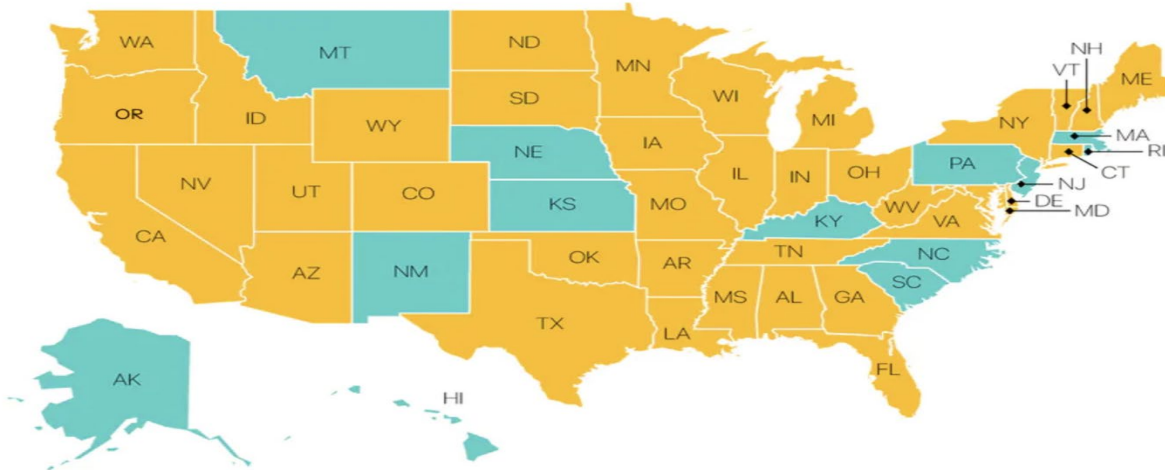 WA
MT
ND
MN
OR
ID
WY
SD
WI
MI
NY
VT
NH
ME
MA
RI
CT
NV
UT
CO
NE
IA
IL
IN
OH
PA
NJ
DE
MD
CA
KS
MO
KY
WV
VA
AZ
NM
OK
AR
TN
NC
SC
TX
LA
MS
AL
GA
FL
AK
HI